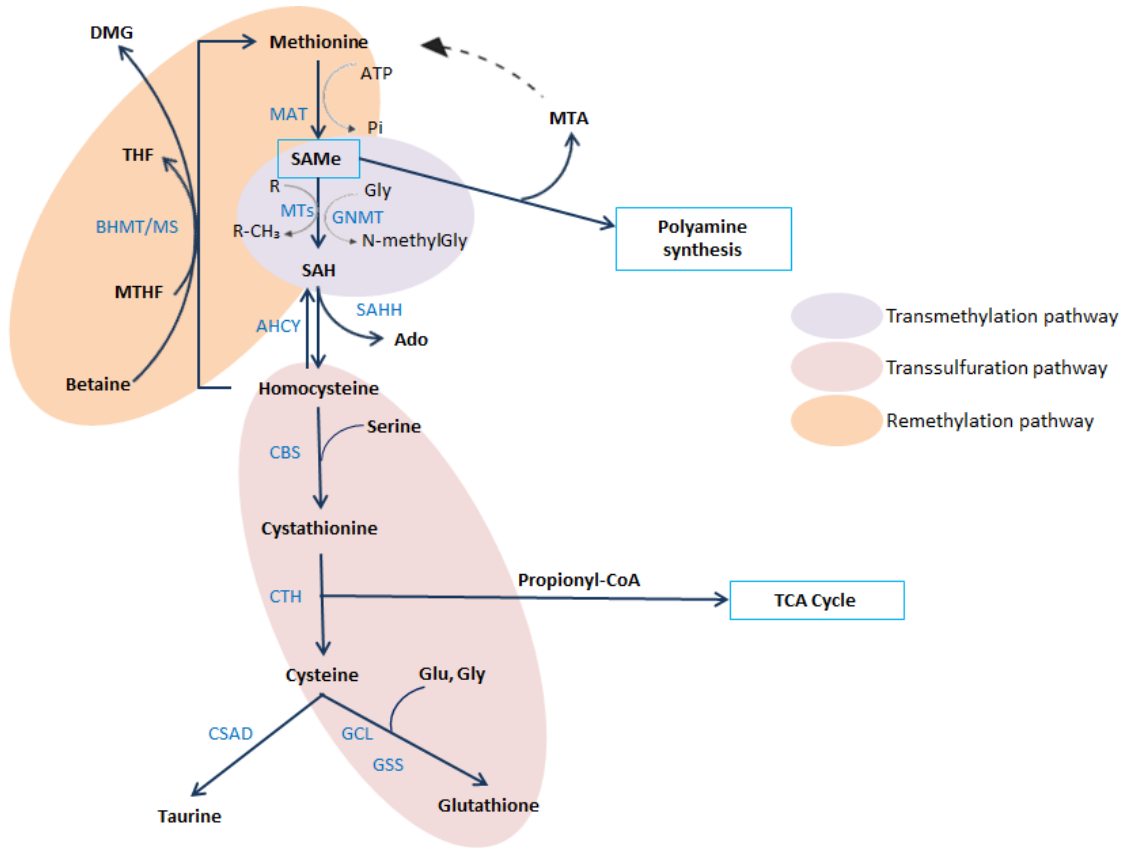 DMG
Methionine
ATP
MAT
Pi
MTA
THF
SAMe
R
Gly
MTs
GNMT
BHMT/MS
R-CH₃
N-methylGly
Polyamine
synthesis
SAH
MTHF
SAHH
AHCY
Ado
Transmethylation pathway
Transsulfuration pathway
Remethylation pathway
Betaine
Homocysteine
Serine
CBS
Cystathionine
Propionyl-CoA
CTH
TCA Cycle
Cysteine
Glu, Gly
CSAD
GCL
GSS
Taurine
Glutathione